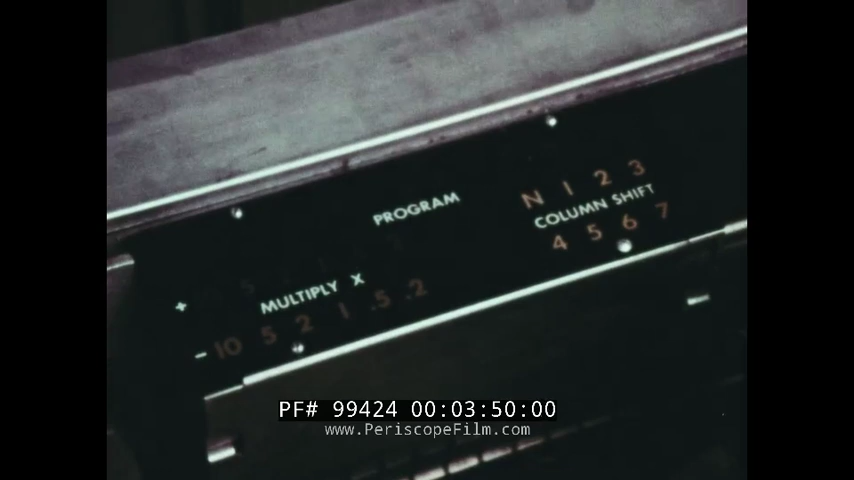 PROGRAM
N 1 2 3
COLUMN SHIFT
4 5 6 7
+
MULTIPLY X
- 10 5 2 1 .5 .2
PF# 99424 00:03:50:00
www.PeriscopeFilm.com